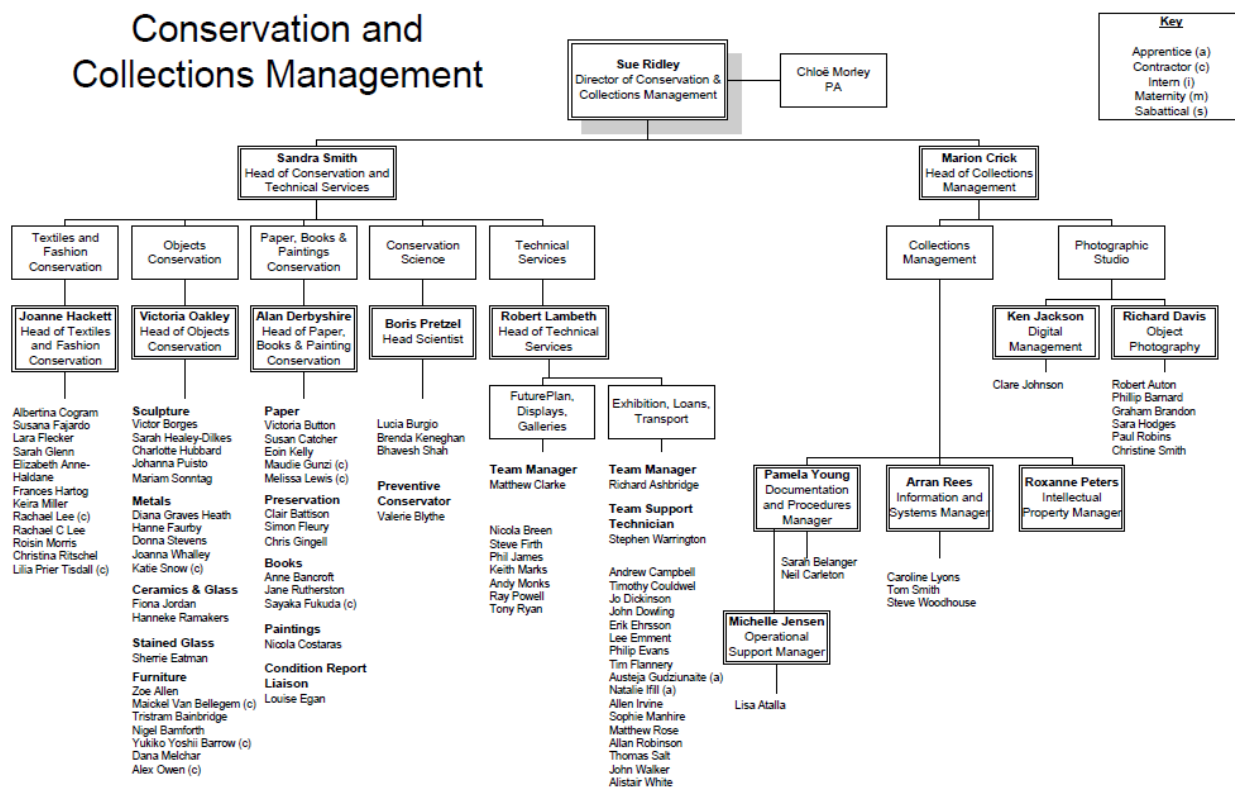 Conservation and
Collections Management
Key
Apprentice (a)
Contractor (c)
Intern (i)
Maternity (m)
Sabattical (s)
Sue Ridley
Director of Conservation &
Collections Management
Chloë Morley
PA
Sandra Smith
Head of Conservation and
Technical Services
Marion Crick
Head of Collections
Management
Textiles and
Fashion
Conservation
Objects
Conservation
Paper, Books &
Paintings
Conservation
Conservation
Science
Technical
Services
Collections
Management
Photographic
Studio
Joanne Hackett
Head of Textiles
and Fashion
Conservation
Victoria Oakley
Head of Objects
Conservation
Alan Derbyshire
Head of Paper,
Books & Painting
Conservation
Boris Pretzel
Head Scientist
Robert Lambeth
Head of Technical
Services
Ken Jackson
Digital
Management
Richard Davis
Object
Photography
Albertina Cogram
Susana Fajardo
Lara Flecker
Sarah Glenn
Elizabeth Anne-
Haldane
Frances Hartog
Keira Miller
Rachael Lee (c)
Rachael C Lee
Roisin Morris
Christina Ritschel
Lilia Prier Tisdall (c)
Sculpture
Victor Borges
Sarah Healey-Dilkes
Charlotte Hubbard
Johanna Puisto
Mariam Sonntag
Metals
Diana Graves Heath
Hanne Faurby
Donna Stevens
Joanna Whalley
Katie Snow (c)
Ceramics & Glass
Fiona Jordan
Hanneke Ramakers
Stained Glass
Sherrie Eatman
Furniture
Zoe Allen
Maickel Van Bellegem (c)
Tristram Bainbridge
Nigel Bamforth
Yukiko Yoshii Barrow (c)
Dana Melchar
Alex Owen (c)
Paper
Victoria Button
Susan Catcher
Eoin Kelly
Maudie Gunzi (c)
Melissa Lewis (c)
Preservation
Clair Battison
Simon Fleury
Chris Gingell
Books
Anne Bancroft
Jane Rutherston
Sayaka Fukuda (c)
Paintings
Nicola Costaras
Condition Report
Liaison
Louise Egan
Lucia Burgio
Brenda Keneghan
Bhavesh Shah
Preventive
Conservator
Valerie Blythe
FuturePlan,
Displays,
Galleries
Team Manager
Matthew Clarke
Nicola Breen
Steve Firth
Phil James
Keith Marks
Andy Monks
Ray Powell
Tony Ryan
Exhibition, Loans,
Transport
Team Manager
Richard Ashbridge
Team Support
Technician
Stephen Warrington
Andrew Campbell
Timothy Couldwel
Jo Dickinson
John Dowling
Erik Ehrsson
Lee Emment
Philip Evans
Tim Flannery
Austeja Gudziunaite (a)
Natalie Ifill (a)
Allen Irvine
Sophie Manhire
Matthew Rose
Allan Robinson
Thomas Salt
John Walker
Alistair White
Clare Johnson
Robert Auton
Phillip Barnard
Graham Brandon
Sara Hodges
Paul Robins
Christine Smith
Pamela Young
Documentation
and Procedures
Manager
Arran Rees
Information and
Systems Manager
Roxanne Peters
Intellectual
Property Manager
Sarah Belanger
Neil Carleton
Caroline Lyons
Tom Smith
Steve Woodhouse
Michelle Jensen
Operational
Support Manager
Lisa Atalla